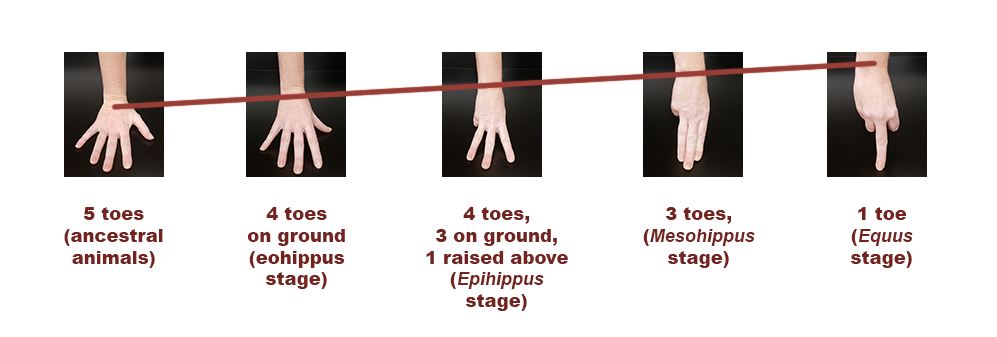 5 toes
(ancestral
animals)
4 toes
on ground
(eohippus
stage)
4 toes,
3 on ground,
1 raised above
(Epihippus
stage)
3 toes,
(Mesohippus
stage)
1 toe
(Equus
stage)